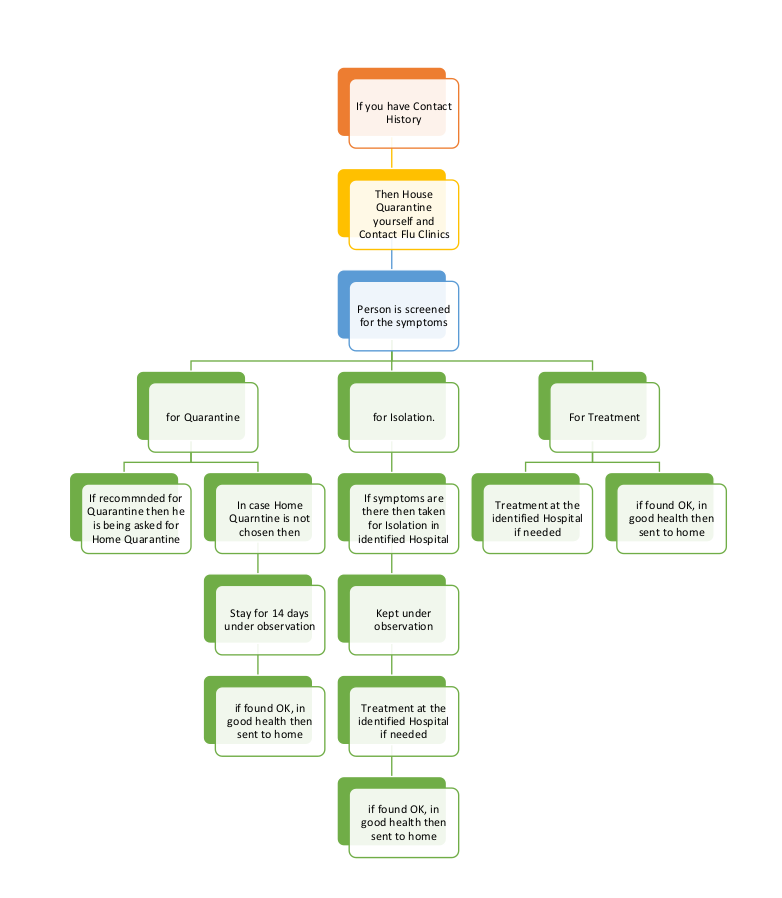 If you have Contact
History
Then House
Quarantine
yourself and
Contact Flu Clinics
Person is screened
for the symptoms
for Quarantine
for Isolation.
For Treatment
If recommnded for
Quarantine then he
is being asked for
Home Quarantine
In case Home
Quarntine is not
chosen then
If symptoms are
there then taken
for Isolation in
identified Hospital
Treatment at the
identified Hospital
if needed
if found OK, in
good health then
sent to home
Stay for 14 days
under observation
Kept under
observation
if found OK, in
good health then
sent to home
Treatment at the
identified Hospital
if needed
if found OK, in
good health then
sent to home